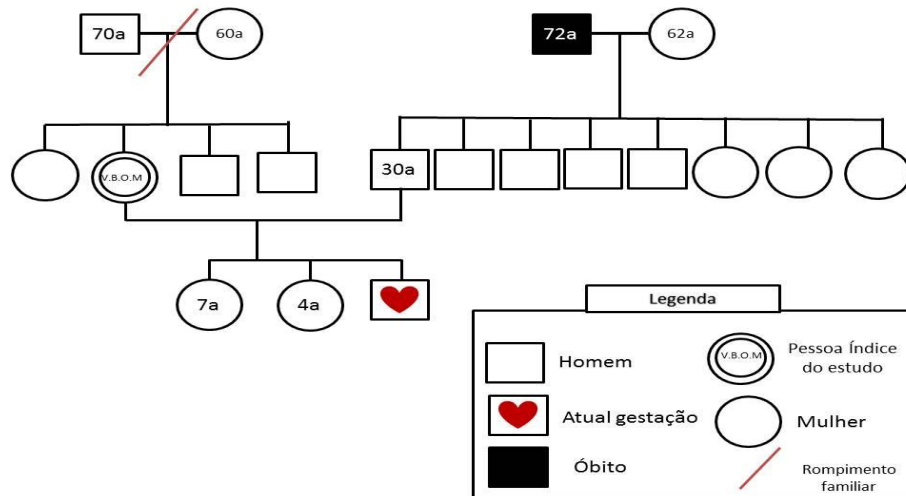 70a
60a
72a
62a
V.B.O.M
30a
7a
4a
Legenda
Homem
V.B.O.M
Pessoa Índice
do estudo
Atual gestação
Mulher
Óbito
Rompimento
familiar